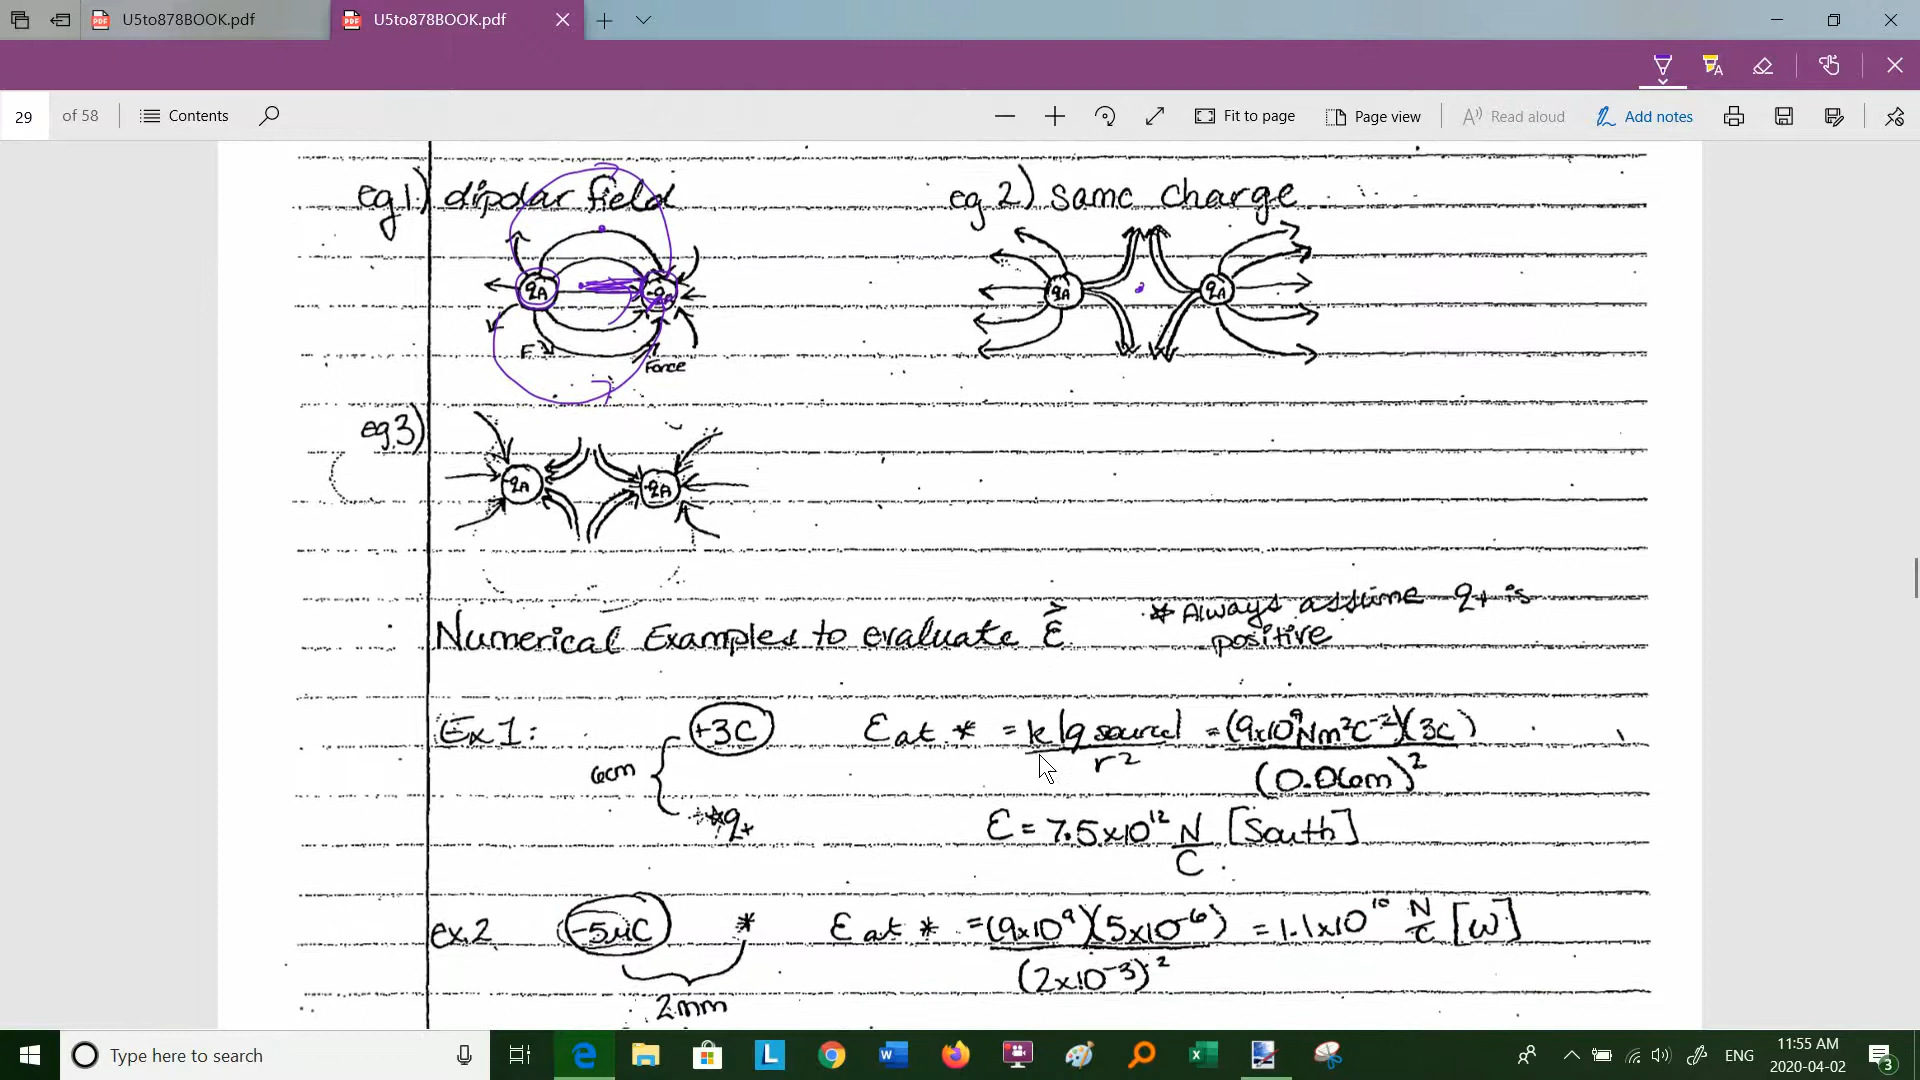 U5to878BOOK.pdf
U5to878BOOK.pdf
29 of 58 Contents Fit to page Page view Read aloud Add notes
eg1.) dipolar field
eg 2) same charge
qA -qA
qA qA
F Force
eg.3)
-qA -qA
Numerical Examples to evaluate ε⃗
* Always assume q+ is
positive
Ex1: +3C
6cm
*q+
ε at * = k|q source| / r² = (9x10⁹Nm²C⁻²)(3C) / (0.06m)²
ε = 7.5x10¹² N/C [South]
ex.2 -5μC *
2mm
ε at * = (9x10⁹)(5x10⁻⁶) / (2x10⁻³)² = 1.1x10¹⁰ N/C [W]
Type here to search
ENG
11:55 AM
2020-04-02
3